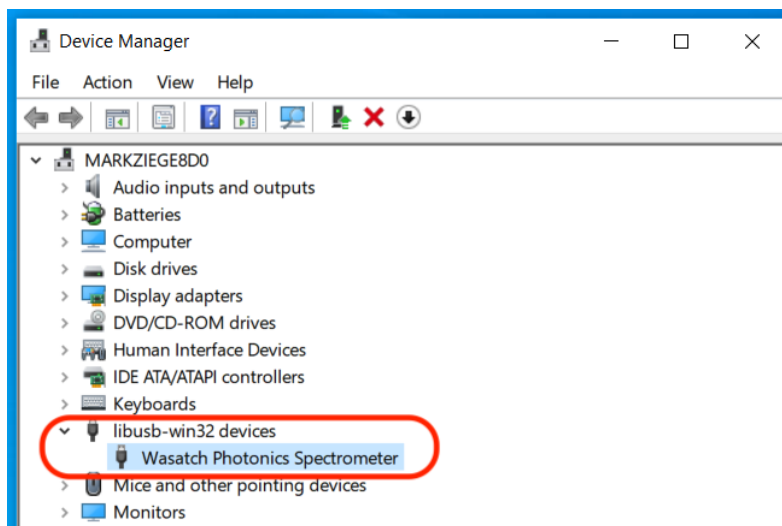 Device Manager
File Action View Help
MARKZIEGE8D0
Audio inputs and outputs
Batteries
Computer
Disk drives
Display adapters
DVD/CD-ROM drives
Human Interface Devices
IDE ATA/ATAPI controllers
Keyboards
libusb-win32 devices
Wasatch Photonics Spectrometer
Mice and other pointing devices
Monitors